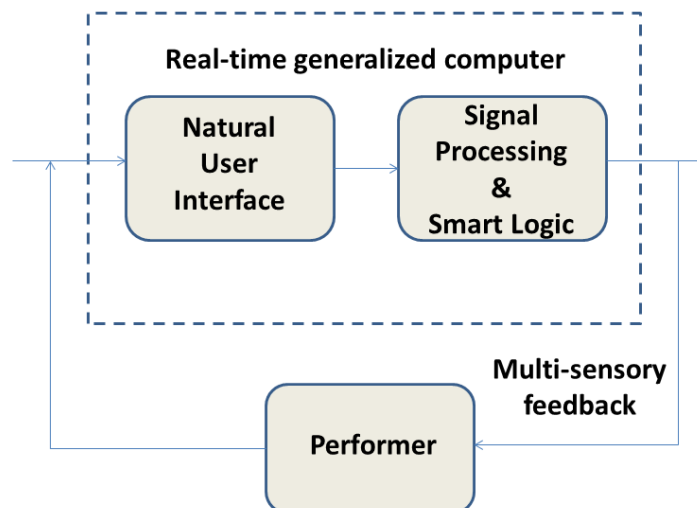 Real-time generalized computer
Natural
User
Interface
Signal
Processing
&
Smart Logic
Multi-sensory
feedback
Performer